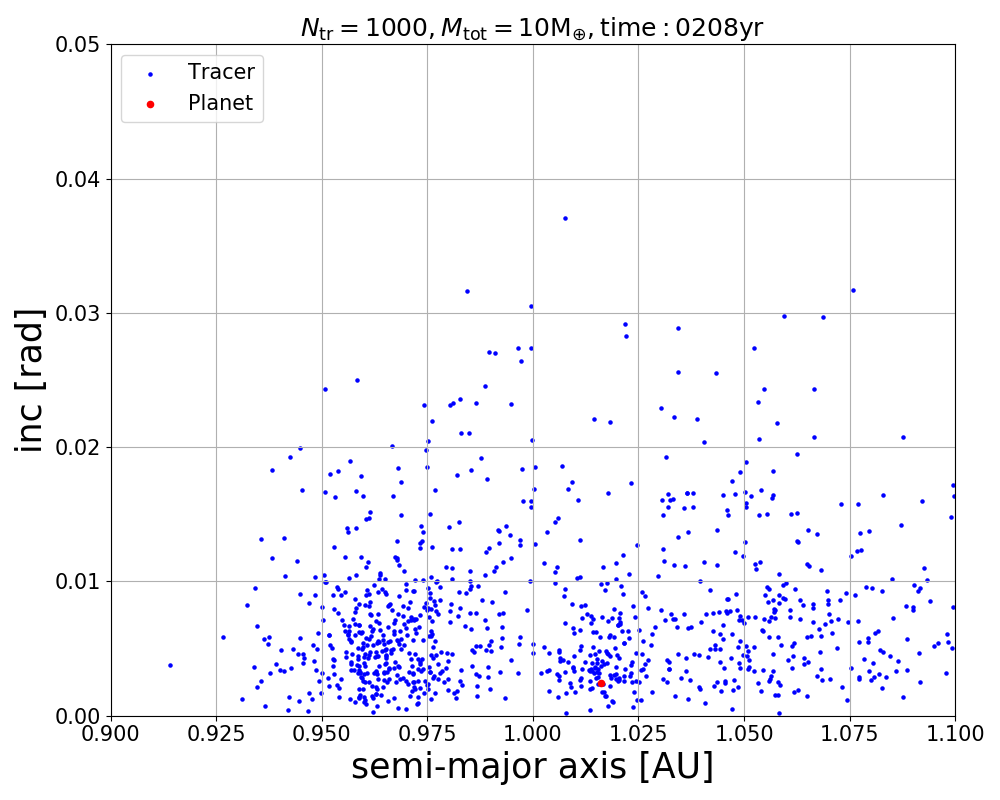 N_tr = 1000, M_tot = 10M_⊕, time : 0208yr
0.05
Tracer
Planet
0.04
0.03
0.02
0.01
0.00
inc [rad]
0.900 0.925 0.950 0.975 1.000 1.025 1.050 1.075 1.100
semi-major axis [AU]